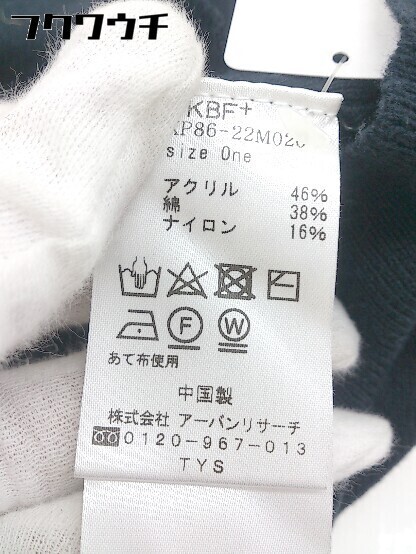 フクウウチ
KBF+
KP86-22M026
size One
アクリル 46%
綿 38%
ナイロン 16%
F W
あて布使用
中国製
株式会社 アーバンリサーチ
0120-967-013
TYS